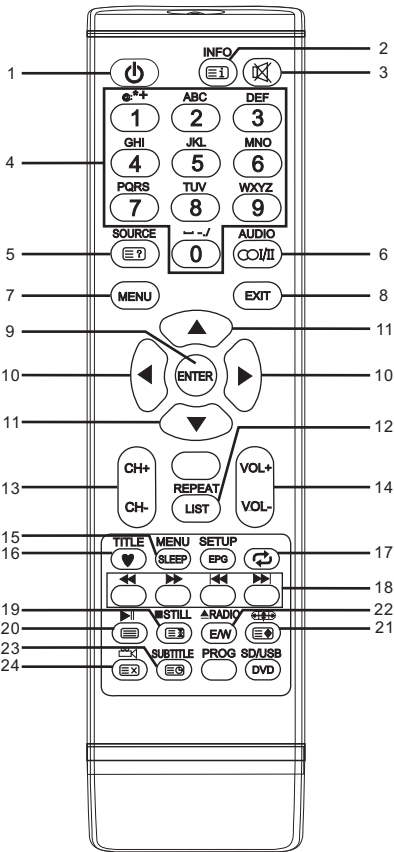 INFO
1
2
3
@:*+ ABC DEF
1 2 3
GHI JKL MNO
4
4 5 6
PQRS TUV WXYZ
7 8 9
SOURCE ⎵ -./ AUDIO
5
? 0 I/II
6
7
MENU EXIT
8
9
11
10
ENTER
10
11
12
CH+ VOL+
13
REPEAT
14
CH- LIST VOL-
15
TITLE MENU SETUP
16
SLEEP EPG
17
18
19
STILL RADIO
22
20
E/W
21
23
SUBTITLE PROG SD/USB
24
DVD